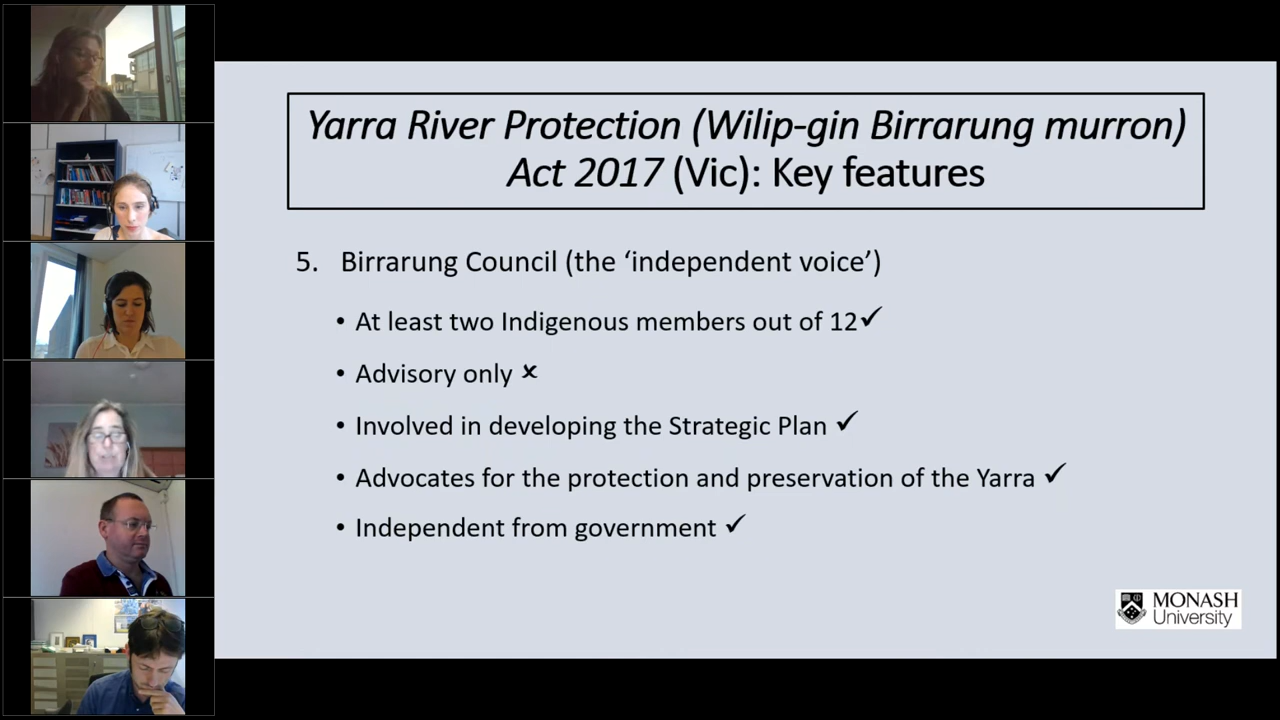 Yarra River Protection (Wilip-gin Birrarung murron)
Act 2017 (Vic): Key features
5. Birrarung Council (the ‘independent voice’)
• At least two Indigenous members out of 12✓
• Advisory only ×
• Involved in developing the Strategic Plan ✓
• Advocates for the protection and preservation of the Yarra ✓
• Independent from government ✓
MONASH
University